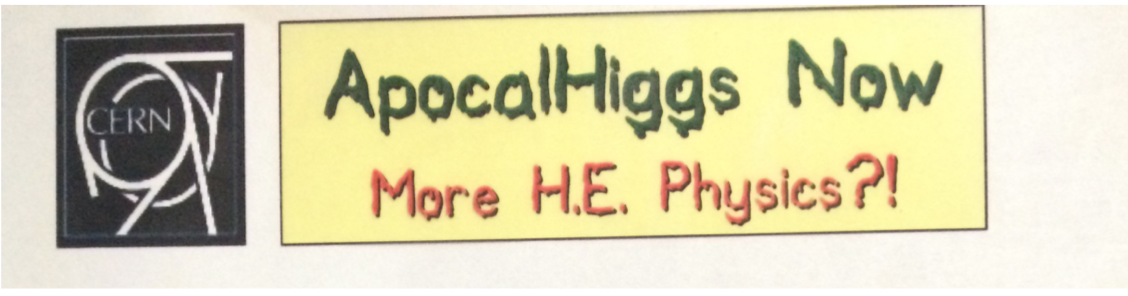 CERN
ApocalHiggs Now
More H.E. Physics?!